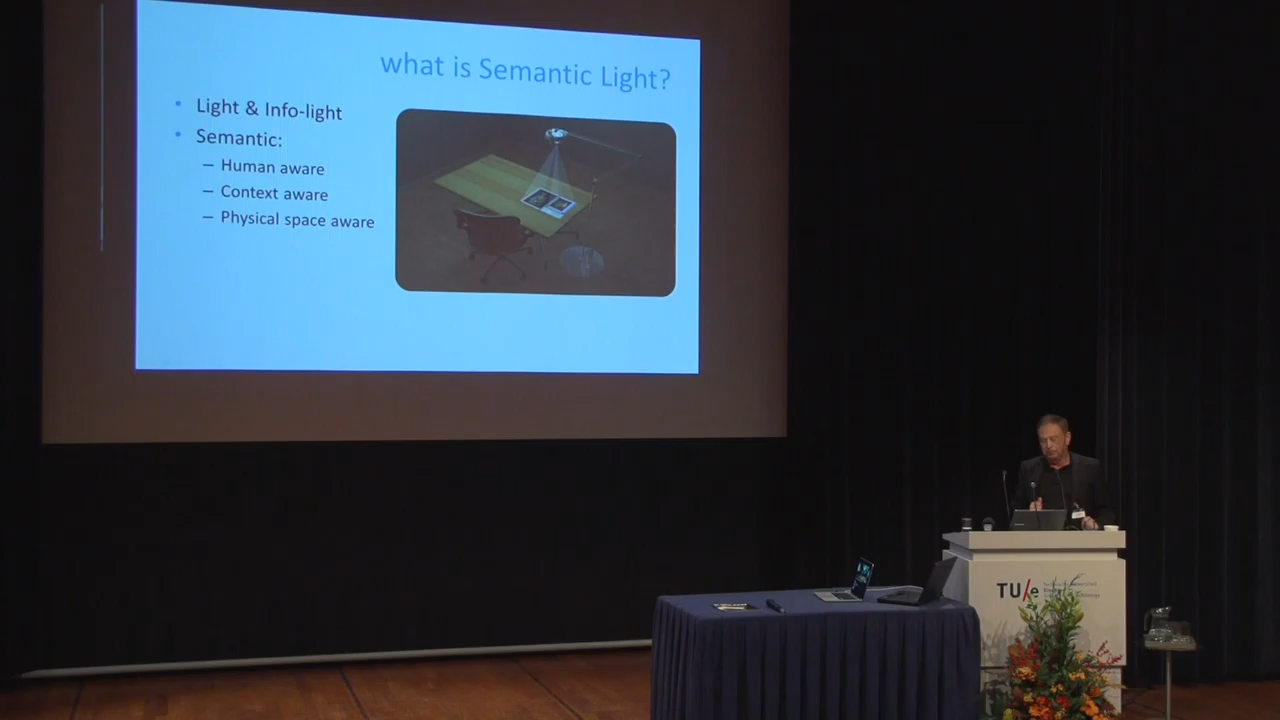 what is Semantic Light?
• Light & Info-light
• Semantic:
– Human aware
– Context aware
– Physical space aware
TU/e